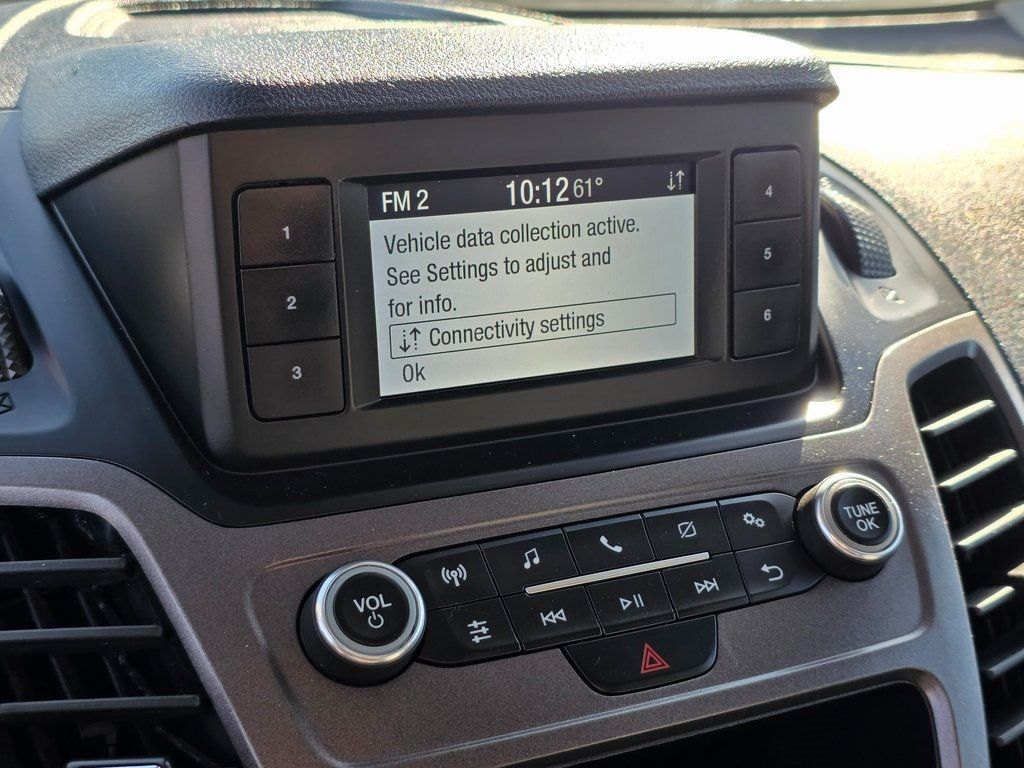 FM 2 10:12 61°
1
Vehicle data collection active.
See Settings to adjust and
for info.
Connectivity settings
Ok
2
3
4
5
6
VOL
TUNE
OK